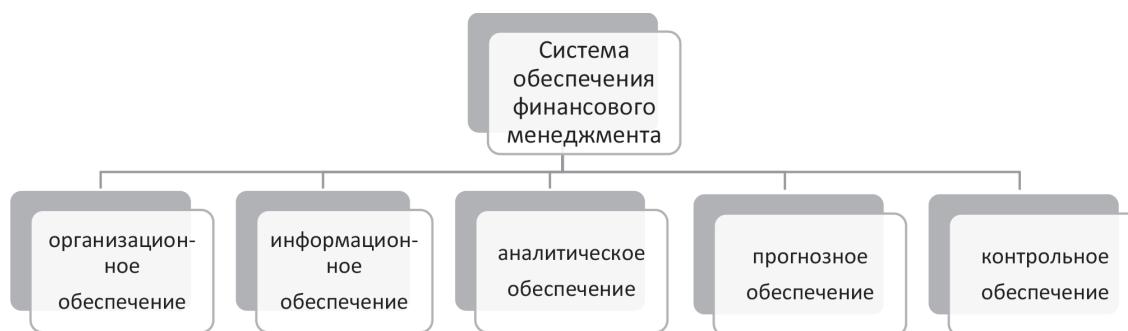 Система
обеспечения
финансового
менеджмента
организацион-
ное
обеспечение
информацион-
ное
обеспечение
аналитическое
обеспечение
прогнозное
обеспечение
контрольное
обеспечение